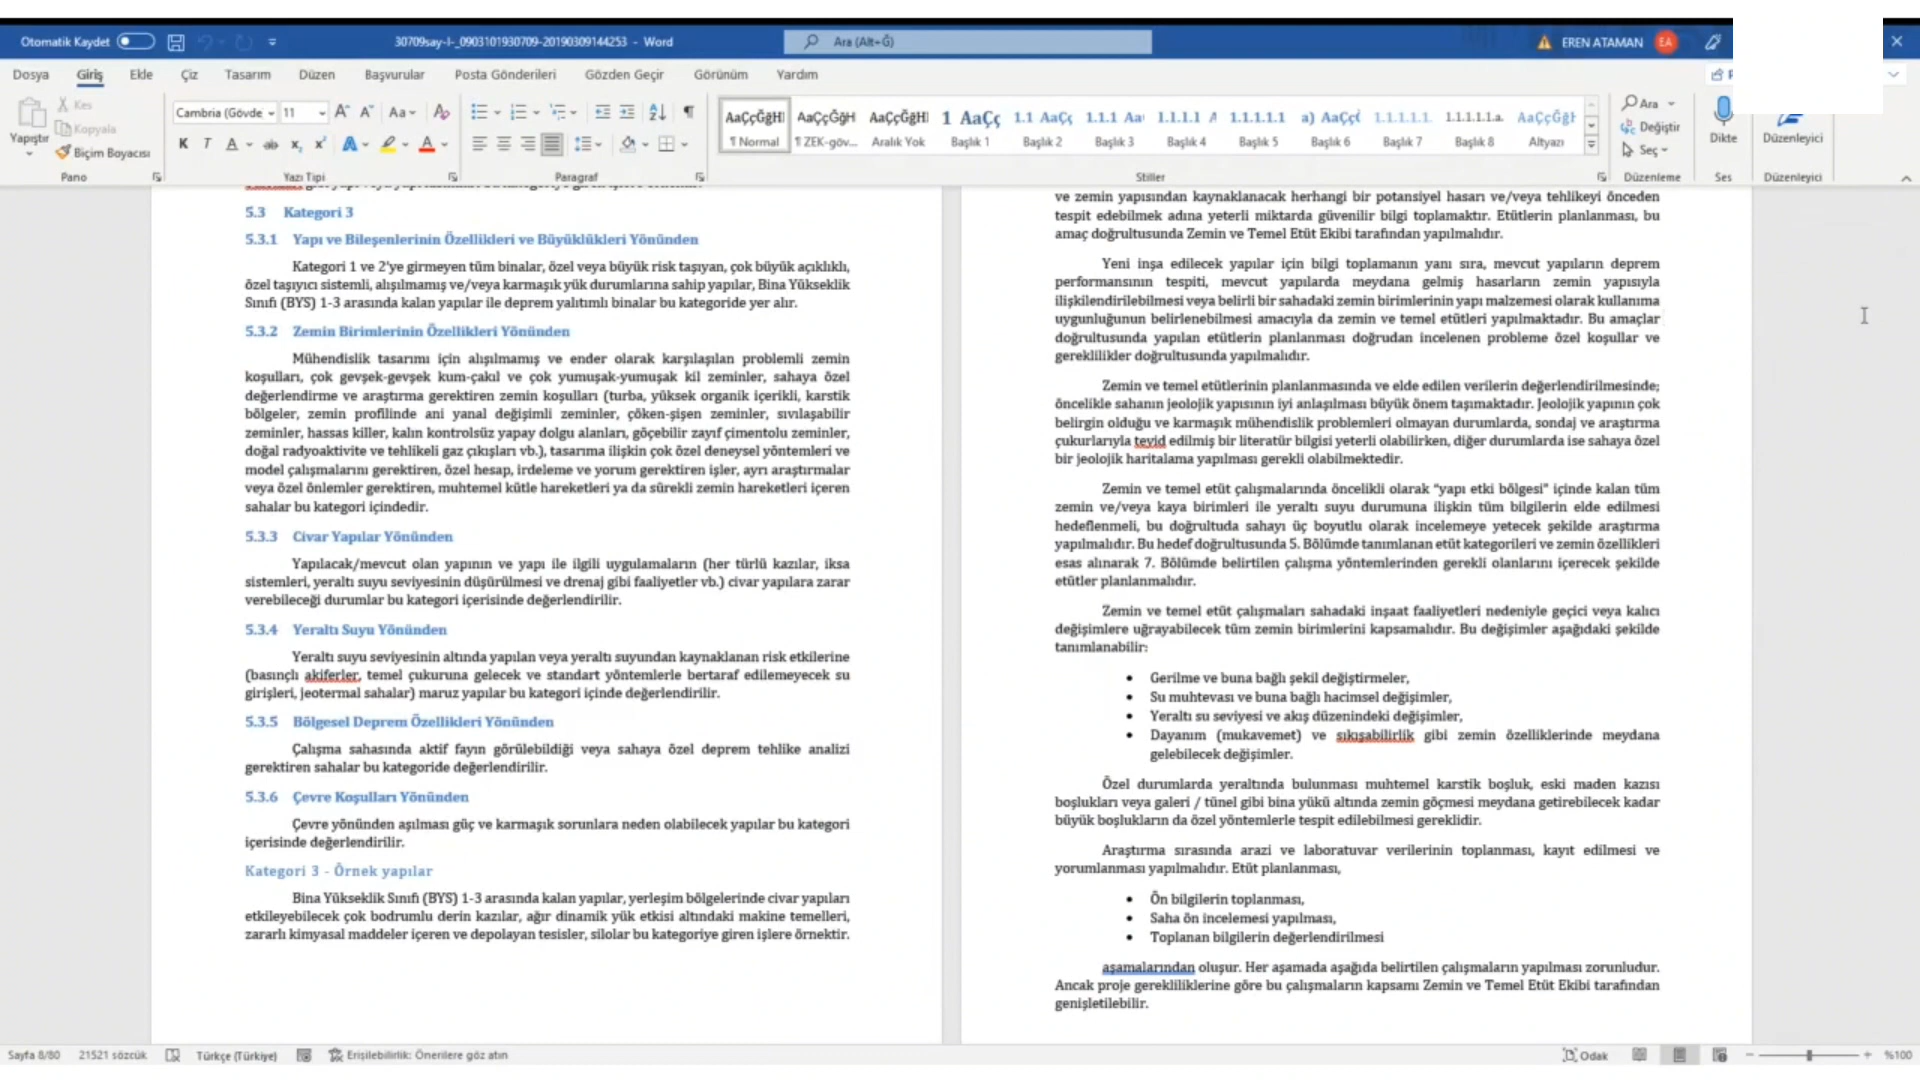 Otomatik Kaydet
30709say-I-_0903101930709-20190309144253 - Word
Ara (Alt+Ğ)
EREN ATAMAN EA
Dosya Giriş Ekle Çiz Tasarım Düzen Başvurular Posta Gönderileri Gözden Geçir Görünüm Yardım
Yapıştır
Kes
Kopyala
Biçim Boyacısı
Pano
Cambria (Gövde 11
Yazı Tipi
Paragraf
AaÇçĞğHI AaÇçĞğH AaÇçĞğHI 1 AaÇç 1.1 AaÇç 1.1.1 Aa 1.1.1.1 1.1.1.1.1 a) AaÇçĞ 1.1.1.1.1. 1.1.1.1.1.a. AaÇçĞğH
¶ Normal ¶ ZEK-göv... Aralık Yok Başlık 1 Başlık 2 Başlık 3 Başlık 4 Başlık 5 Başlık 6 Başlık 7 Başlık 8 Altyazı
Stiller
Ara
Değiştir
Seç
Düzenleme
Dikte
Ses
Düzenleyici
Düzenleyici
5.3 Kategori 3
5.3.1 Yapı ve Bileşenlerinin Özellikleri ve Büyüklükleri Yönünden
Kategori 1 ve 2'ye girmeyen tüm binalar, özel veya büyük risk taşıyan, çok büyük açıklıklı,
özel taşıyıcı sistemli, alışılmamış ve/veya karmaşık yük durumlarına sahip yapılar, Bina Yükseklik
Sınıfı (BYS) 1-3 arasında kalan yapılar ile deprem yalıtımlı binalar bu kategoride yer alır.
5.3.2 Zemin Birimlerinin Özellikleri Yönünden
Mühendislik tasarımı için alışılmamış ve ender olarak karşılaşılan problemli zemin
koşulları, çok gevşek-gevşek kum-çakıl ve çok yumuşak-yumuşak kil zeminler, sahaya özel
değerlendirme ve araştırma gerektiren zemin koşulları (turba, yüksek organik içerikli, karstik
bölgeler, zemin profilinde ani yanal değişimli zeminler, çöken-şişen zeminler, sıvılaşabilir
zeminler, hassas killer, kalın kontrolsüz yapay dolgu alanları, göçebilir zayıf çimentolu zeminler,
doğal radyoaktivite ve tehlikeli gaz çıkışları vb.), tasarıma ilişkin çok özel deneysel yöntemleri ve
model çalışmalarını gerektiren, özel hesap, irdeleme ve yorum gerektiren işler, ayrı araştırmalar
veya özel önlemler gerektiren, muhtemel kütle hareketleri ya da sürekli zemin hareketleri içeren
sahalar bu kategori içindedir.
5.3.3 Civar Yapılar Yönünden
Yapılacak/mevcut olan yapının ve yapı ile ilgili uygulamaların (her türlü kazılar, iksa
sistemleri, yeraltı suyu seviyesinin düşürülmesi ve drenaj gibi faaliyetler vb.) civar yapılara zarar
verebileceği durumlar bu kategori içerisinde değerlendirilir.
5.3.4 Yeraltı Suyu Yönünden
Yeraltı suyu seviyesinin altında yapılan veya yeraltı suyundan kaynaklanan risk etkilerine
(basınçlı akiferler, temel çukuruna gelecek ve standart yöntemlerle bertaraf edilemeyecek su
girişleri, jeotermal sahalar) maruz yapılar bu kategori içinde değerlendirilir.
5.3.5 Bölgesel Deprem Özellikleri Yönünden
Çalışma sahasında aktif fayın görülebildiği veya sahaya özel deprem tehlike analizi
gerektiren sahalar bu kategoride değerlendirilir.
5.3.6 Çevre Koşulları Yönünden
Çevre yönünden aşılması güç ve karmaşık sorunlara neden olabilecek yapılar bu kategori
içerisinde değerlendirilir.
Kategori 3 - Örnek yapılar
Bina Yükseklik Sınıfı (BYS) 1-3 arasında kalan yapılar, yerleşim bölgelerinde civar yapıları
etkileyebilecek çok bodrumlu derin kazılar, ağır dinamik yük etkisi altındaki makine temelleri,
zararlı kimyasal maddeler içeren ve depolayan tesisler, silolar bu kategoriye giren işlere örnektir.
ve zemin yapısından kaynaklanacak herhangi bir potansiyel hasarı ve/veya tehlikeyi önceden
tespit edebilmek adına yeterli miktarda güvenilir bilgi toplamaktır. Etütlerin planlanması, bu
amaç doğrultusunda Zemin ve Temel Etüt Ekibi tarafından yapılmalıdır.
Yeni inşa edilecek yapılar için bilgi toplamanın yanı sıra, mevcut yapıların deprem
performansının tespiti, mevcut yapılarda meydana gelmiş hasarların zemin yapısıyla
ilişkilendirilebilmesi veya belirli bir sahadaki zemin birimlerinin yapı malzemesi olarak kullanıma
uygunluğunun belirlenebilmesi amacıyla da zemin ve temel etütleri yapılmaktadır. Bu amaçlar
doğrultusunda yapılan etütlerin planlanması doğrudan incelenen probleme özel koşullar ve
gereklilikler doğrultusunda yapılmalıdır.
Zemin ve temel etütlerinin planlanmasında ve elde edilen verilerin değerlendirilmesinde;
öncelikle sahanın jeolojik yapısının iyi anlaşılması büyük önem taşımaktadır. Jeolojik yapının çok
belirgin olduğu ve karmaşık mühendislik problemleri olmayan durumlarda, sondaj ve araştırma
çukurlarıyla teyid edilmiş bir literatür bilgisi yeterli olabilirken, diğer durumlarda ise sahaya özel
bir jeolojik haritalama yapılması gerekli olabilmektedir.
Zemin ve temel etüt çalışmalarında öncelikli olarak “yapı etki bölgesi” içinde kalan tüm
zemin ve/veya kaya birimleri ile yeraltı suyu durumuna ilişkin tüm bilgilerin elde edilmesi
hedeflenmeli, bu doğrultuda sahayı üç boyutlu olarak incelemeye yetecek şekilde araştırma
yapılmalıdır. Bu hedef doğrultusunda 5. Bölümde tanımlanan etüt kategorileri ve zemin özellikleri
esas alınarak 7. Bölümde belirtilen çalışma yöntemlerinden gerekli olanlarını içerecek şekilde
etütler planlanmalıdır.
Zemin ve temel etüt çalışmaları sahadaki inşaat faaliyetleri nedeniyle geçici veya kalıcı
değişimlere uğrayabilecek tüm zemin birimlerini kapsamalıdır. Bu değişimler aşağıdaki şekilde
tanımlanabilir:
• Gerilme ve buna bağlı şekil değiştirmeler,
• Su muhtevası ve buna bağlı hacimsel değişimler,
• Yeraltı su seviyesi ve akış düzenindeki değişimler,
• Dayanım (mukavemet) ve sıkışabilirlik gibi zemin özelliklerinde meydana
gelebilecek değişimler.
Özel durumlarda yeraltında bulunması muhtemel karstik boşluk, eski maden kazısı
boşlukları veya galeri / tünel gibi bina yükü altında zemin göçmesi meydana getirebilecek kadar
büyük boşlukların da özel yöntemlerle tespit edilebilmesi gereklidir.
Araştırma sırasında arazi ve laboratuvar verilerinin toplanması, kayıt edilmesi ve
yorumlanması yapılmalıdır. Etüt planlanması,
• Ön bilgilerin toplanması,
• Saha ön incelemesi yapılması,
• Toplanan bilgilerin değerlendirilmesi
aşamalarından oluşur. Her aşamada aşağıda belirtilen çalışmaların yapılması zorunludur.
Ancak proje gerekliliklerine göre bu çalışmaların kapsamı Zemin ve Temel Etüt Ekibi tarafından
genişletilebilir.
Sayfa 8/80 21521 sözcük Türkçe (Türkiye) Erişilebilirlik: Önerilere göz atın
Odak
%100